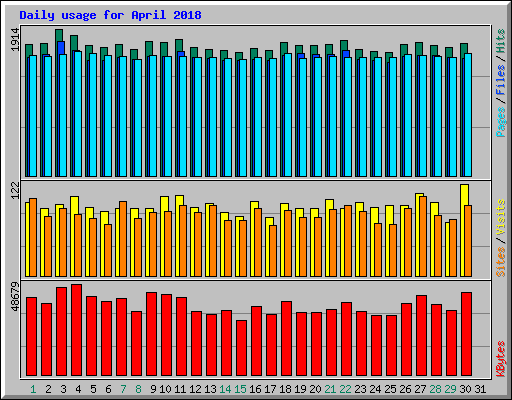 Daily usage for April 2018
1914
Pages / Files / Hits
122
Sites / Visits
48679
KBytes
1 2 3 4 5 6 7 8 9 10 11 12 13 14 15 16 17 18 19 20 21 22 23 24 25 26 27 28 29 30 31